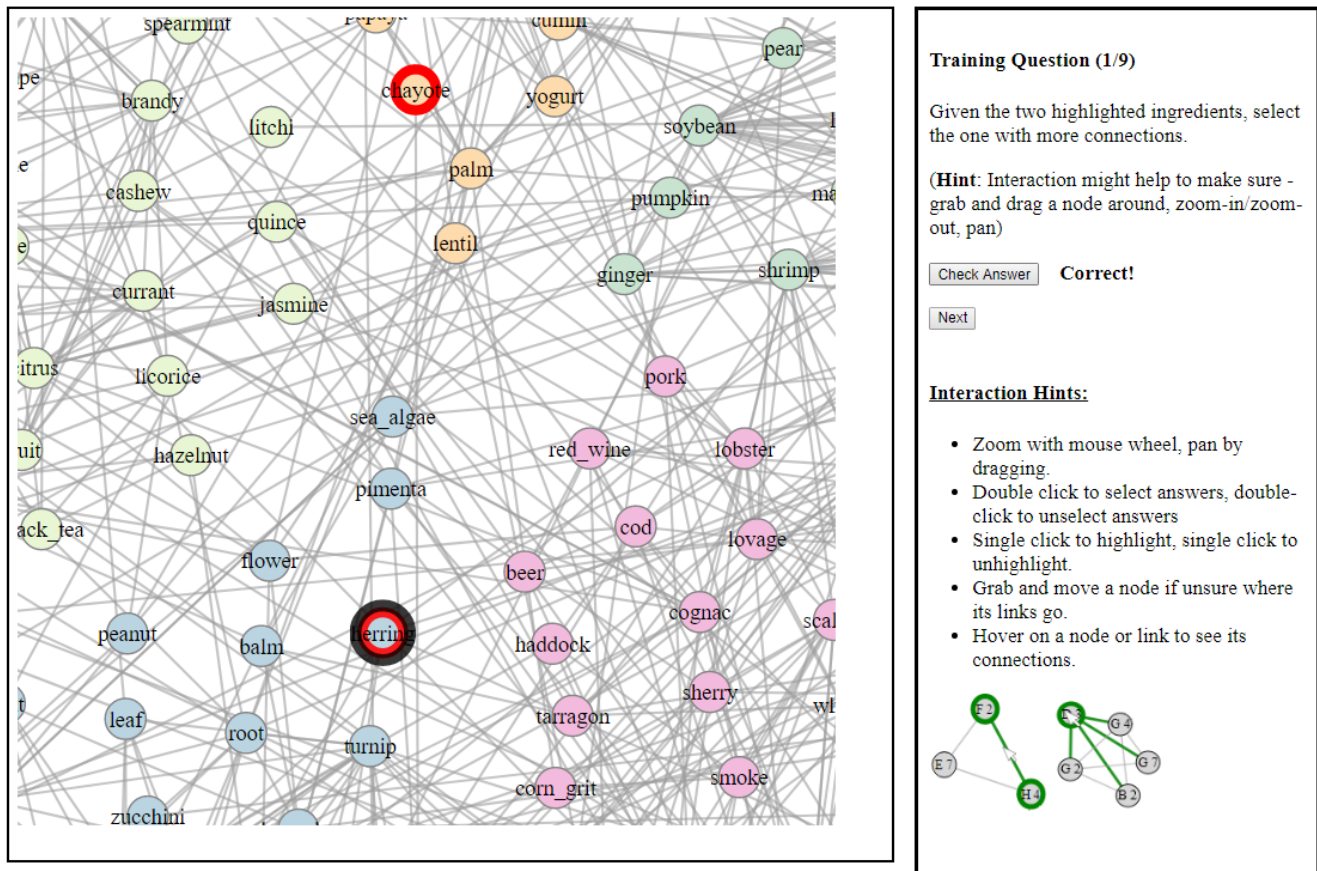 spearmint
papaya
cumin
pear
pe
brandy
chayote
yogurt
litchi
soybean
e
palm
cashew
pumpkin
ma
quince
lentil
e
ginger
shrimp
currant
jasmine
citrus
licorice
pork
sea_algae
uit
hazelnut
red_wine
lobster
pimenta
ack_tea
cod
lovage
flower
beer
cognac
scal
peanut
balm
herring
haddock
sherry
t
leaf
root
tarragon
wh
turnip
corn_grit
smoke
zucchini
Training Question (1/9)
Given the two highlighted ingredients, select
the one with more connections.
(Hint: Interaction might help to make sure -
grab and drag a node around, zoom-in/zoom-
out, pan)
Check Answer Correct!
Next
Interaction Hints:
• Zoom with mouse wheel, pan by
dragging.
• Double click to select answers, double-
click to unselect answers
• Single click to highlight, single click to
unhighlight.
• Grab and move a node if unsure where
its links go.
• Hover on a node or link to see its
connections.
F 2
G 4
E 7
G 2
G 7
H 4
B 2